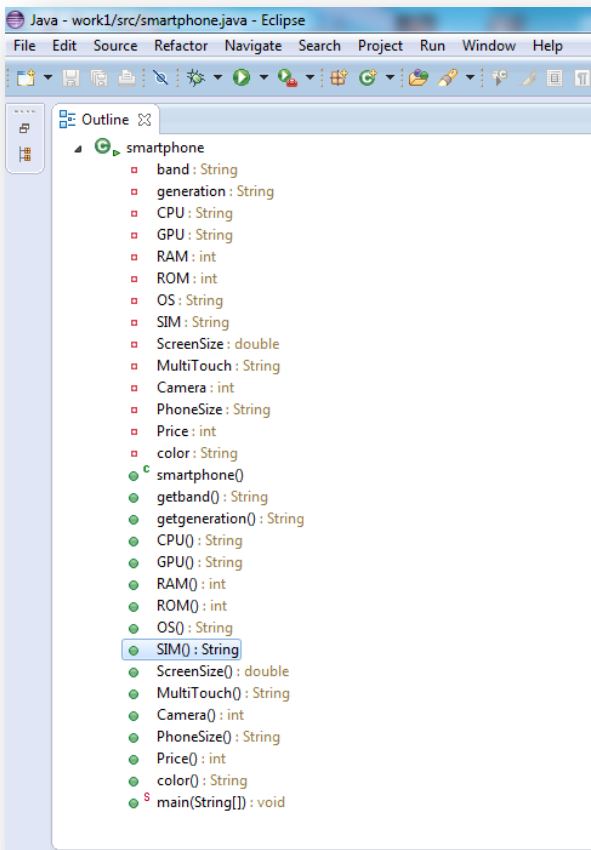 Java - work1/src/smartphone.java - Eclipse
File Edit Source Refactor Navigate Search Project Run Window Help
Outline
smartphone
band : String
generation : String
CPU : String
GPU : String
RAM : int
ROM : int
OS : String
SIM : String
ScreenSize : double
MultiTouch : String
Camera : int
PhoneSize : String
Price : int
color : String
C smartphone()
getband() : String
getgeneration() : String
CPU() : String
GPU() : String
RAM() : int
ROM() : int
OS() : String
SIM() : String
ScreenSize() : double
MultiTouch() : String
Camera() : int
PhoneSize() : String
Price() : int
color() : String
S main(String[]) : void